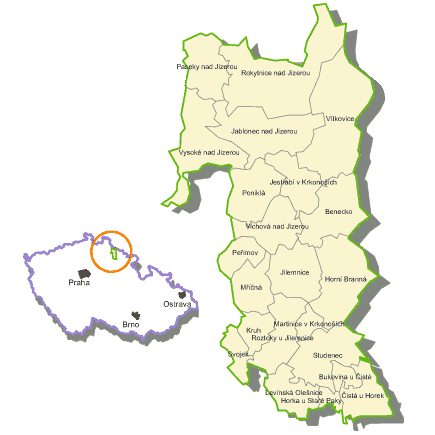 Paseky nad Jizerou
Rokytnice nad Jizerou
Vítkovice
Jablonec nad Jizerou
Vysoké nad Jizerou
Jestřabí v Krkonoších
Poniklá
Benecko
Víchová nad Jizerou
Peřimov
Jilemnice
Horní Branná
Mříčná
Praha
Ostrava
Brno
Martinice v Krkonoších
Kruh
Roztoky u Jilemnice
Svojek
Studenec
Bukovina u Čisté
Levínská Olešnice
Čistá u Horek
Horka u Staré Paky